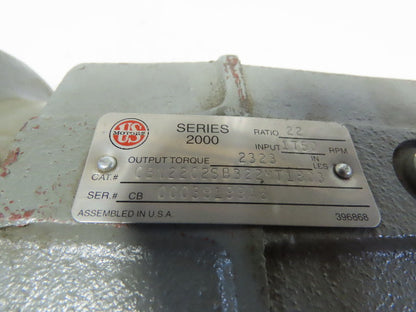 US
MOTORS
SERIES
2000
RATIO 22
INPUT 1750 RPM
OUTPUT TORQUE 2323 IN LBS
CAT.#
SER.# CB
ASSEMBLED IN U.S.A. 396868